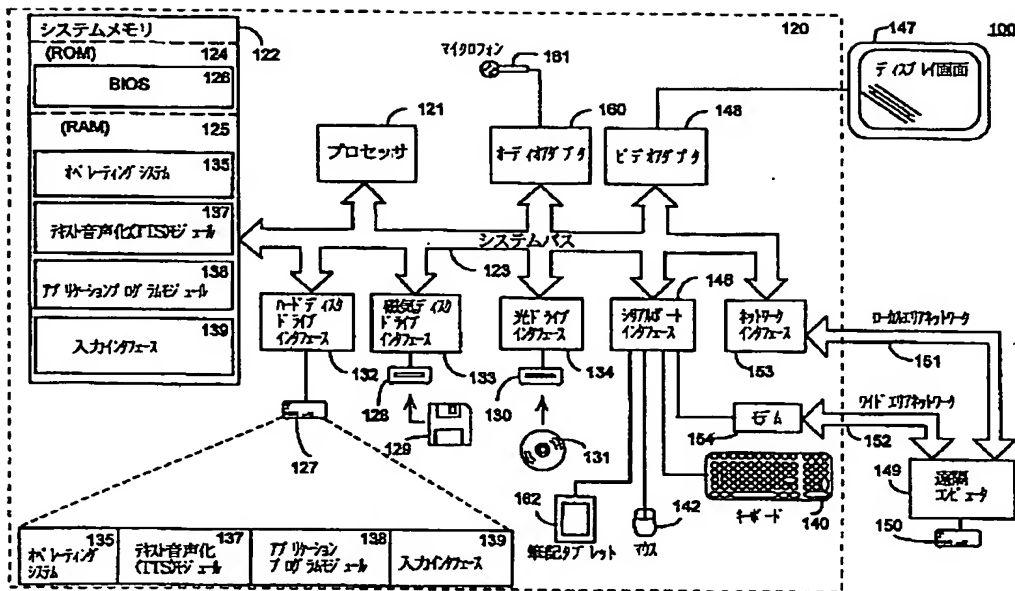 システムメモリ
122
(ROM) 124
126
BIOS
(RAM) 125
135
オペレーティングシステム
137
テキスト音声化(TTS)モジュール
138
アプリケーションプログラムモジュール
139
入力インタフェース
120
マイクロフォン
161
121
プロセッサ
160
オーディオアダプタ
148
ビデオアダプタ
147
100
ディスプレイ画面
システムバス
123
ハードディスク
ドライブ
インタフェース
132
磁気ディスク
ドライブ
インタフェース
133
光ドライブ
インタフェース
134
シリアルポート
インタフェース
ネットワーク
インタフェース
153
ローカルエリアネットワーク
151
ワイドエリアネットワーク
152
モデム
154
127
128
129
130
131
162
筆記タブレット
142
マウス
キーボード
140
149
遠隔
コンピュータ
150
135
オペレーティング
システム
137
テキスト音声化
(TTS)モジュール
138
アプリケーション
プログラムモジュール
139
入力インタフェース